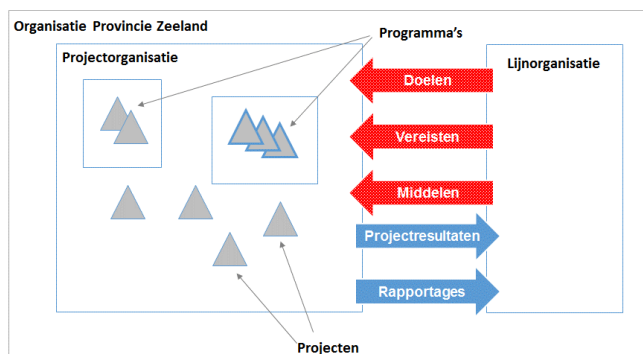 Organisatie Provincie Zeeland
Programma's
Projectorganisatie
Lijnorganisatie
Doelen
Vereisten
Middelen
Projectresultaten
Rapportages
Projecten